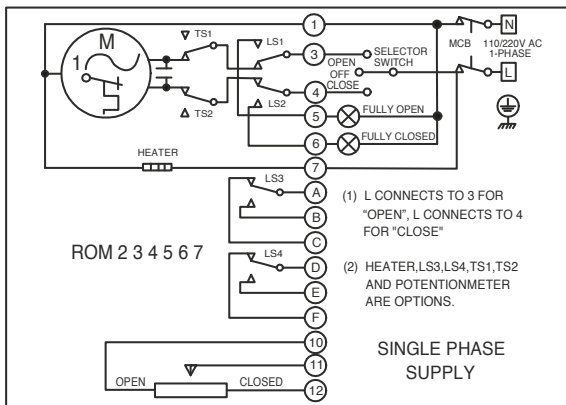 TS1 LS1 1 N
M
1
3 SELECTOR SWITCH
MCB 110/220V AC 1-PHASE
OPEN
OFF
CLOSE
L
4
TS2 LS2
5 FULLY OPEN
6 FULLY CLOSED
HEATER 7
LS3 A
B
C
(1) L CONNECTS TO 3 FOR
“OPEN”, L CONNECTS TO 4
FOR "CLOSE"
ROM 2 3 4 5 6 7
LS4 D
E
F
(2) HEATER,LS3,LS4,TS1,TS2
AND POTENTIONMETER
ARE OPTIONS.
10
11
OPEN CLOSED 12
SINGLE PHASE
SUPPLY